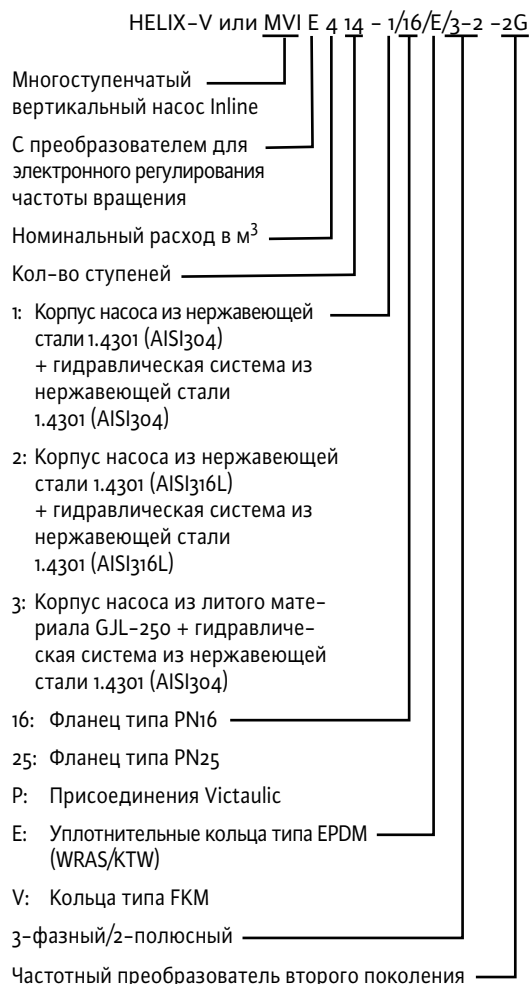 HELIX-V или MVI E 4 14 - 1/16/E/3-2 -2G
Многоступенчатый
вертикальный насос Inline
С преобразователем для
электронного регулирования
частоты вращения
Номинальный расход в м³
Кол-во ступеней
1: Корпус насоса из нержавеющей
стали 1.4301 (AISI304)
+ гидравлическая система из
нержавеющей стали
1.4301 (AISI304)
2: Корпус насоса из нержавеющей
стали 1.4301 (AISI316L)
+ гидравлическая система из
нержавеющей стали
1.4301 (AISI316L)
3: Корпус насоса из литого мате-
риала GJL-250 + гидравличе-
ская система из нержавеющей
стали 1.4301 (AISI304)
16: Фланец типа PN16
25: Фланец типа PN25
P: Присоединения Victaulic
E: Уплотнительные кольца типа EPDM
(WRAS/KTW)
V: Кольца типа FKM
3-фазный/2-полюсный
Частотный преобразователь второго поколения